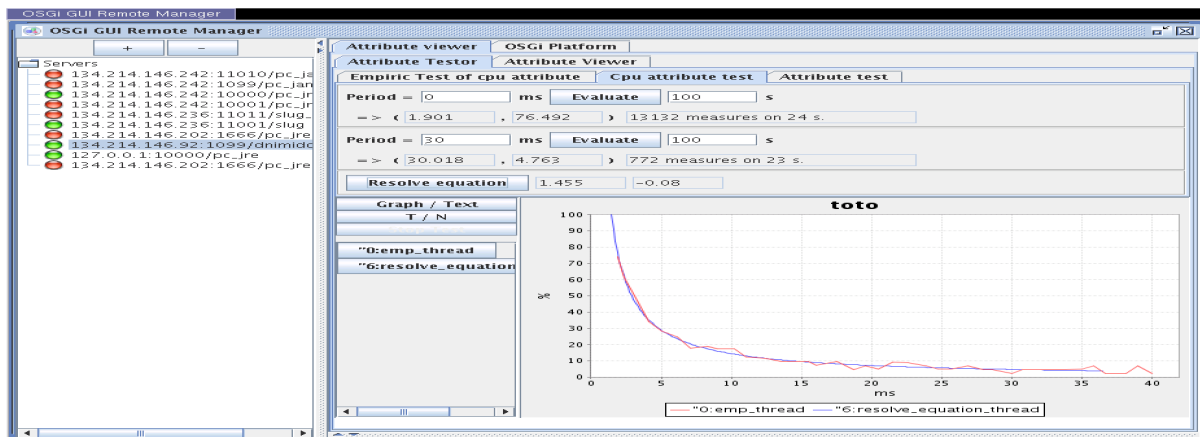 OSGi GUI Remote Manager
OSGi GUI Remote Manager
+ -
Servers
134.214.146.242:11010/pc_ja
134.214.146.242:1099/pc_jan
134.214.146.242:10000/pc_j
134.214.146.242:10001/pc_jr
134.214.146.236:11011/slug_
134.214.146.236:11001/slug
134.214.146.202:1666/pc_jre
134.214.146.92:1099/dnimidd
127.0.0.1:10000/pc_jre
134.214.146.202:1666/pc_jre
Attribute viewer OSGi Platform
Attribute Testor Attribute Viewer
Empiric Test of cpu attribute Cpu attribute test Attribute test
Period = 0 ms Evaluate 100 s
=> ( 1.901 , 76.492 ) 13132 measures on 24 s.
Period = 30 ms Evaluate 100 s
=> ( 30.018 , 4.763 ) 772 measures on 23 s.
Resolve equation 1.455 -0.08
Graph / Text
T / N
"0:emp_thread
"6:resolve_equation
toto
100
90
80
70
60
50
40
30
20
10
0
%
0 5 10 15 20 25 30 35 40
ms
"0:emp_thread "6:resolve_equation_thread